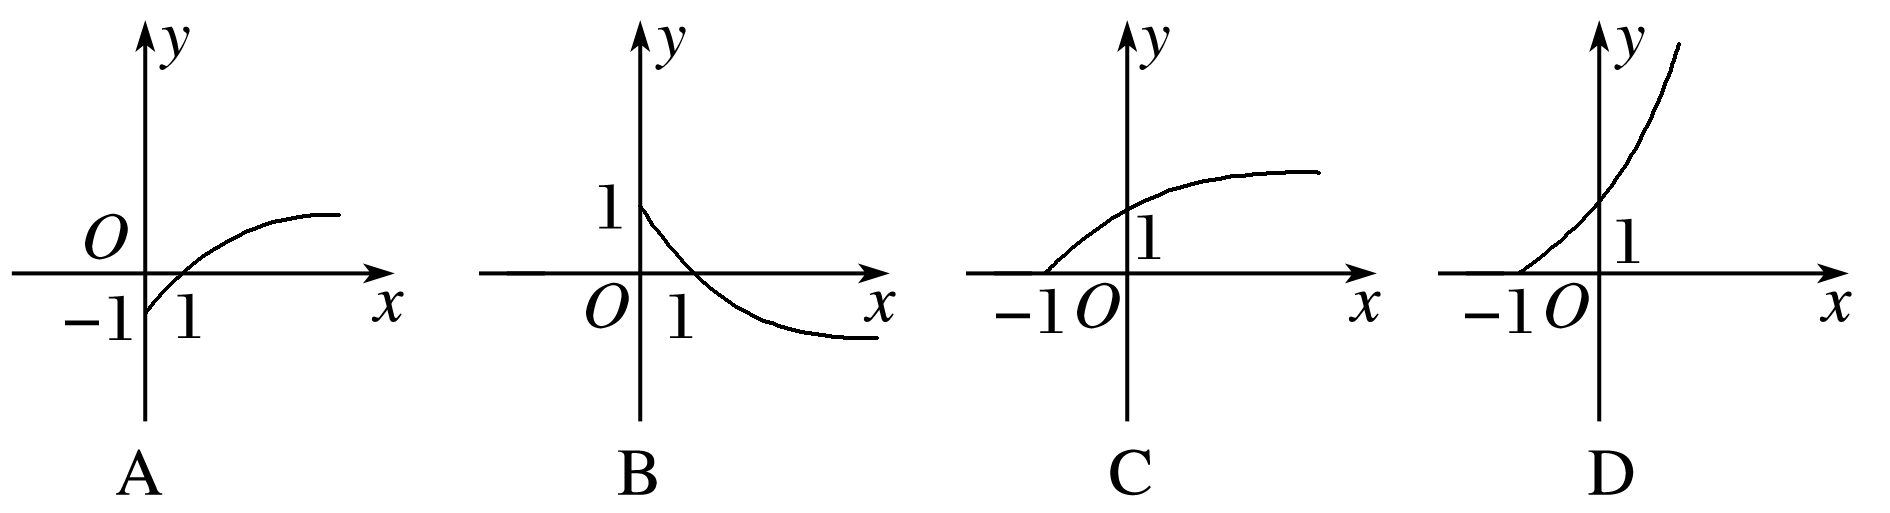 y y y y
1
O 1 1
−1 1 x O 1 x −1 O x −1 O x
A B C D